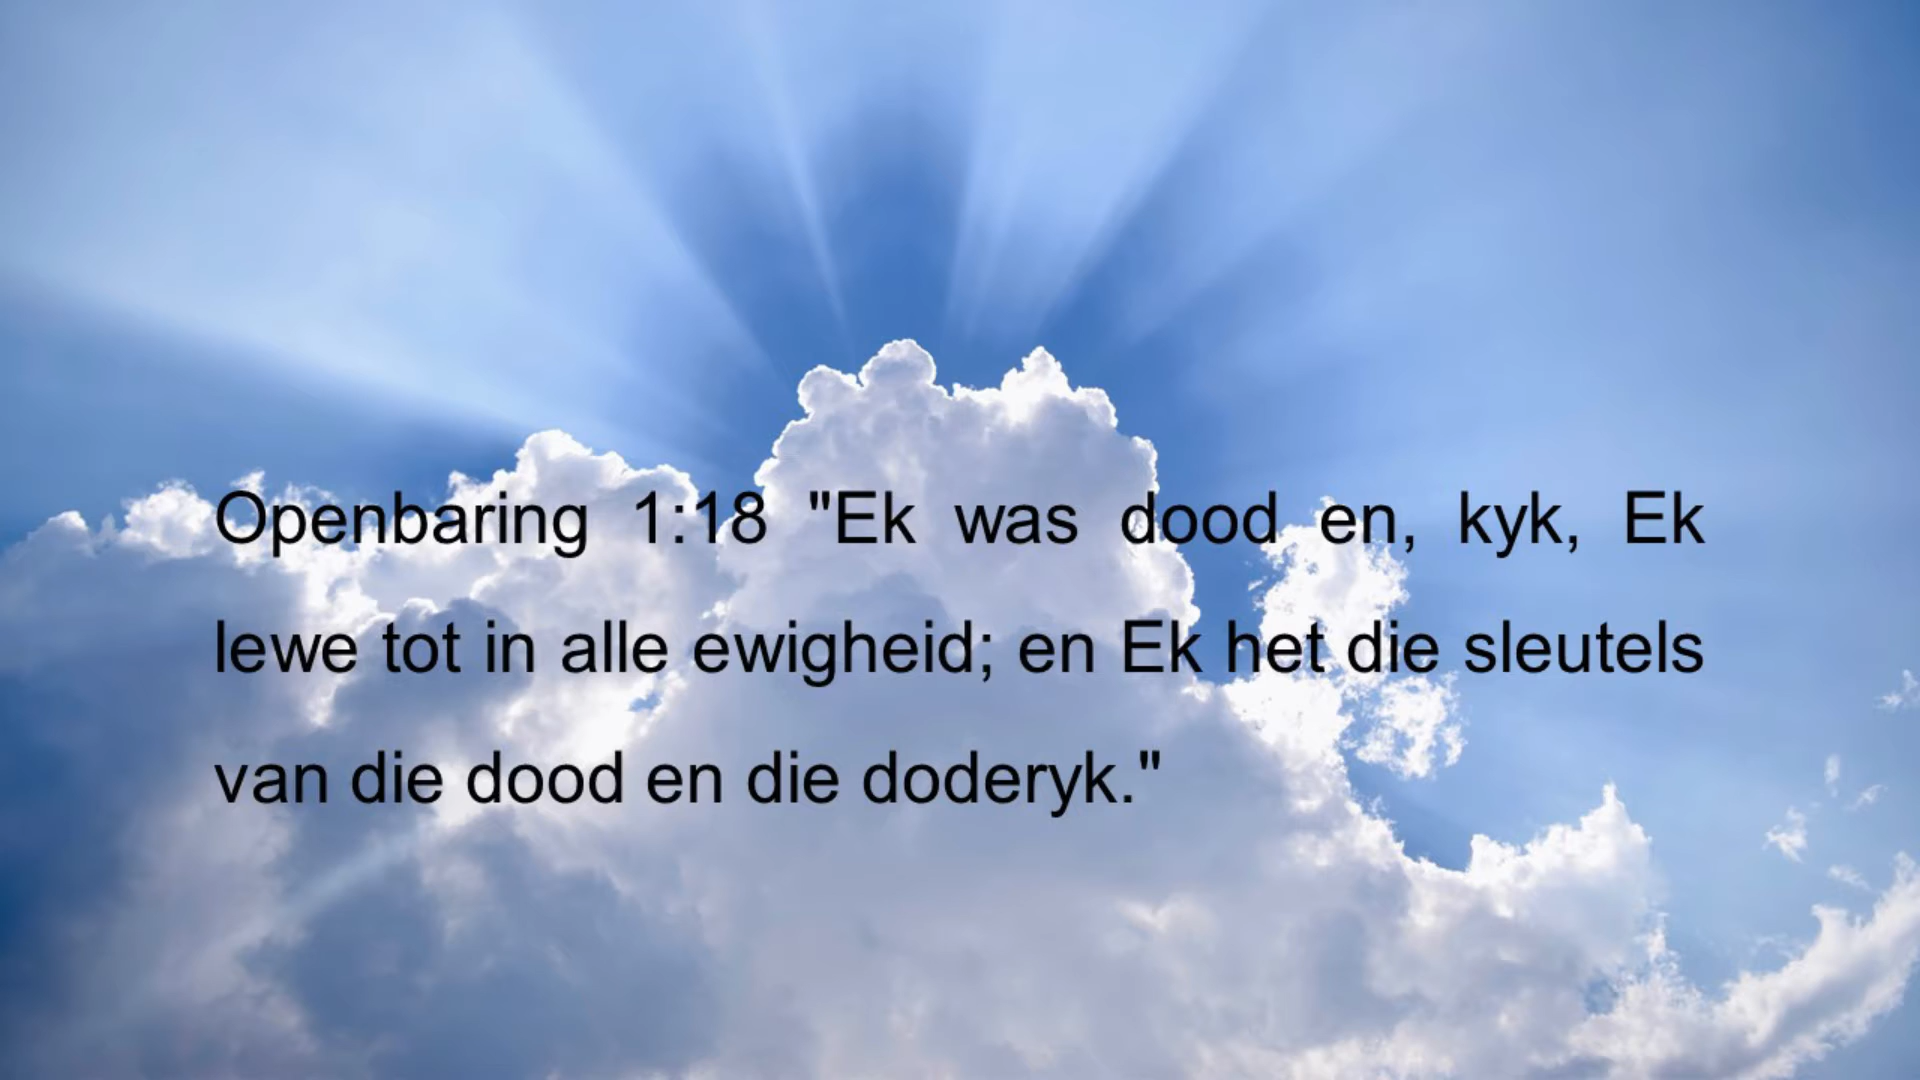 Openbaring 1:18 "Ek was dood en, kyk, Ek
lewe tot in alle ewigheid; en Ek het die sleutels
van die dood en die doderyk."